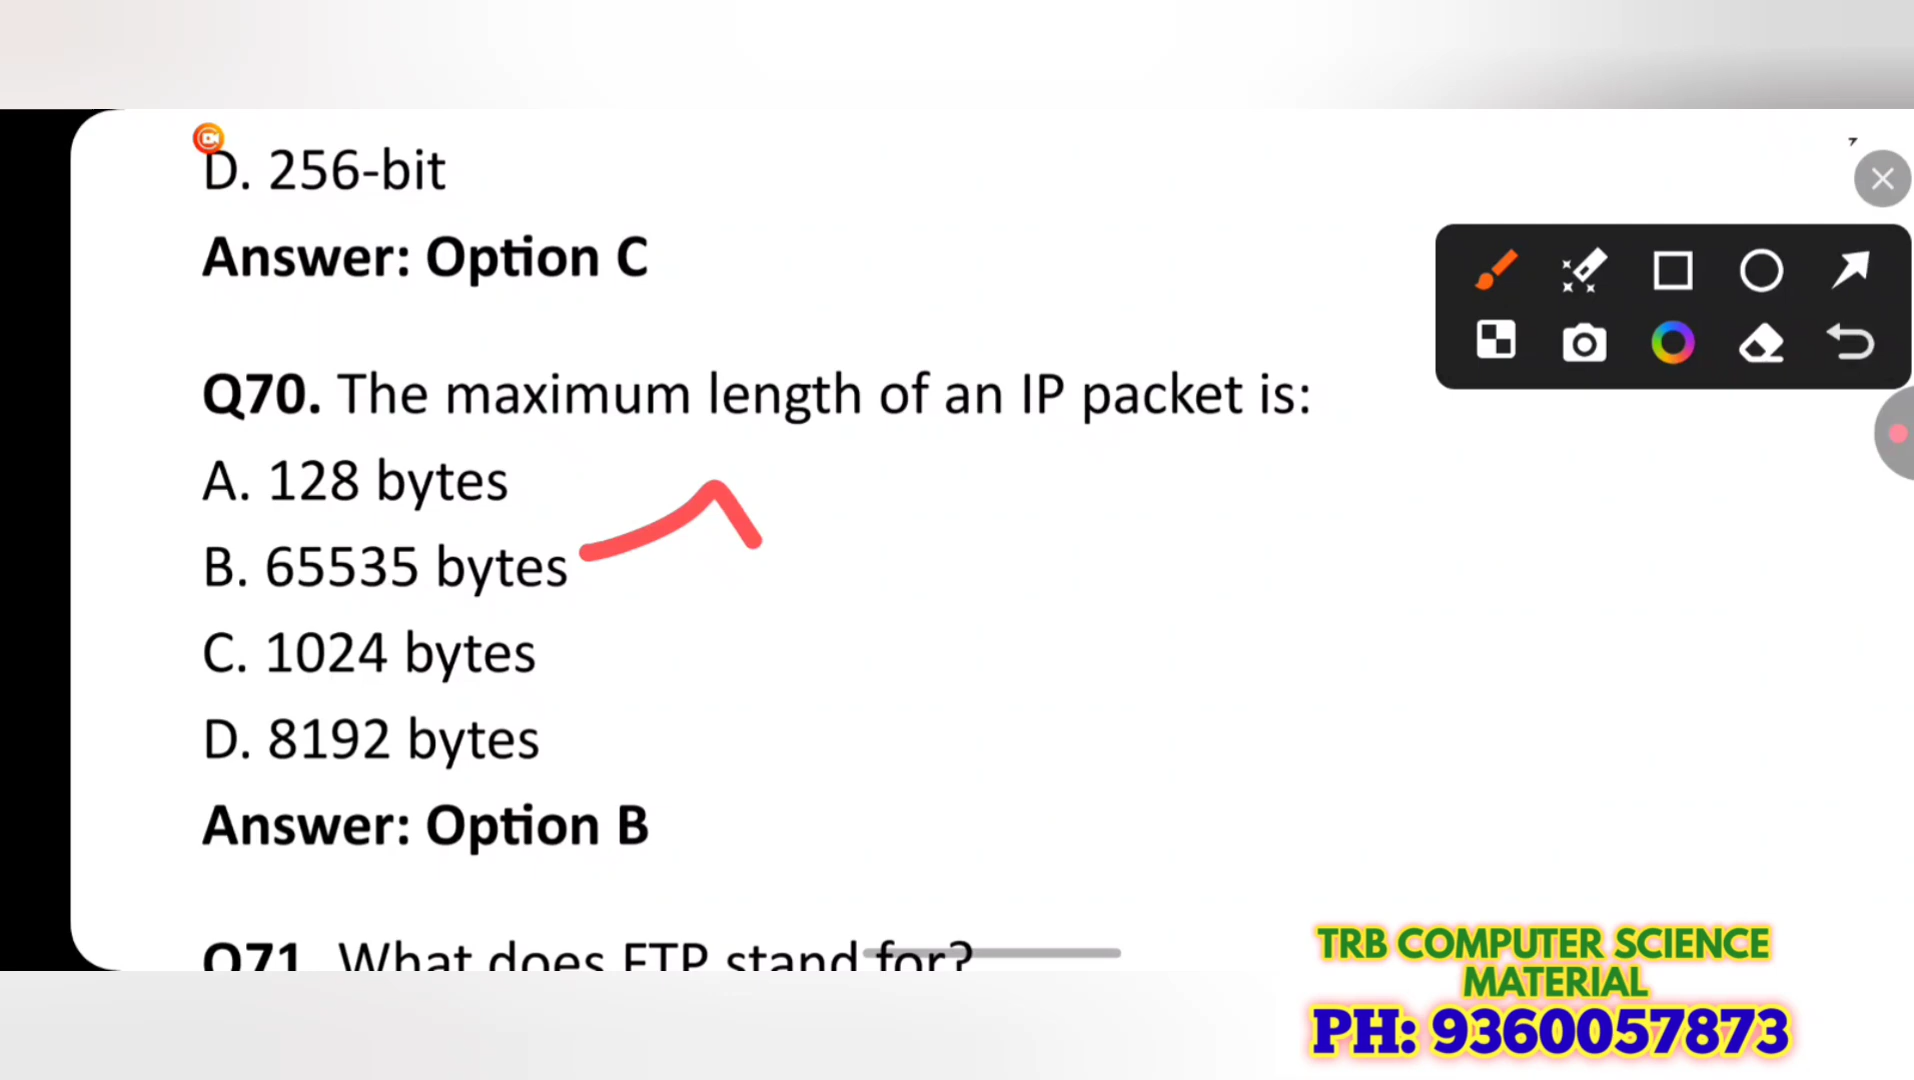 D. 256-bit
Answer: Option C
Q70. The maximum length of an IP packet is:
A. 128 bytes
B. 65535 bytes
C. 1024 bytes
D. 8192 bytes
Answer: Option B
Q71. What does FTP stand for?
TRB COMPUTER SCIENCE
MATERIAL
PH: 9360057873